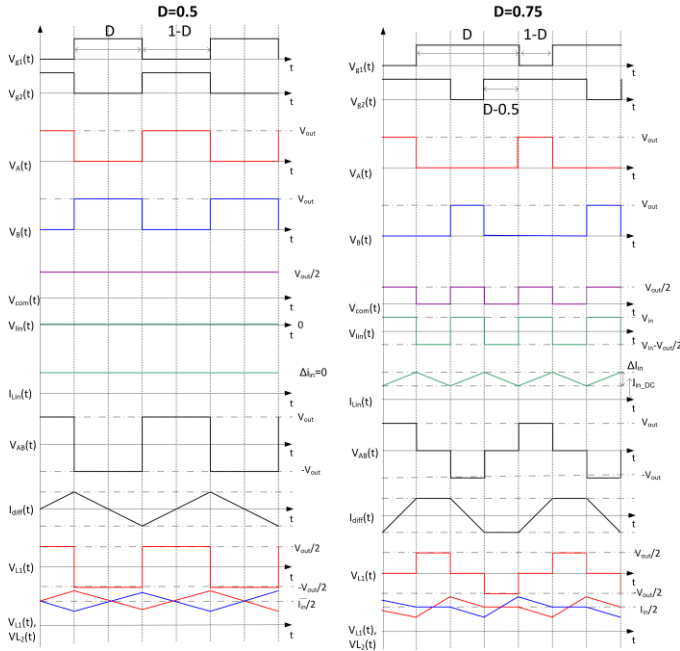 D=0.5
D
1-D
Vg1(t)
t
Vg2(t)
t
Vout
VA(t)
t
Vout
VB(t)
t
Vout/2
Vcom(t)
t
Vlin(t)
0
t
Δiin=0
ILin(t)
t
Vout
VAB(t)
t
-Vout
Idiff(t)
t
-Vout/2
VL1(t)
t
-Vout/2
Iin/2
VL1(t),
VL2(t)
t
D=0.75
D
1-D
Vg1(t)
t
Vg2(t)
t
D-0.5
Vout
VA(t)
t
Vout
VB(t)
t
Vout/2
Vcom(t)
t
Vin
Vlin(t)
t
Vin-Vout/2
ΔIin
Iin_DC
ILin(t)
t
Vout
VAB(t)
t
-Vout
Idiff(t)
t
-Vout/2
VL1(t)
t
-Vout/2
Iin/2
VL1(t),
VL2(t)
t